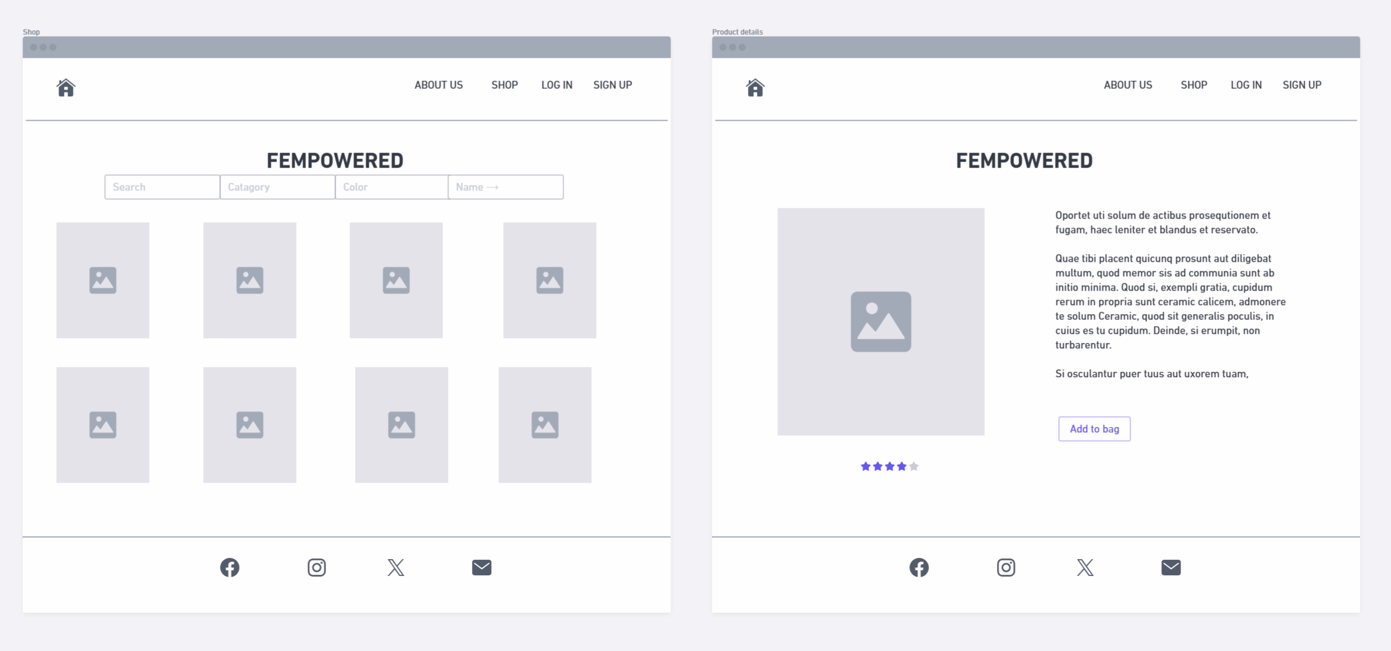 Shop
ABOUT US SHOP LOG IN SIGN UP
FEMPOWERED
Search Catagory Color Name →
Product details
ABOUT US SHOP LOG IN SIGN UP
FEMPOWERED
Oportet uti solum de actibus prosequtionem et
fugam, haec leniter et blandus et reservato.
Quae tibi placent quicunq prosunt aut diligebat
multum, quod memor sis ad communia sunt ab
initio minima. Quod si, exempli gratia, cupidum
rerum in propria sunt ceramic calicem, admonere
te solum Ceramic, quod sit generalis poculis, in
cuius es tu cupidum. Deinde, si erumpit, non
turbarentur.
Si osculantur puer tuus aut uxorem tuam,
Add to bag